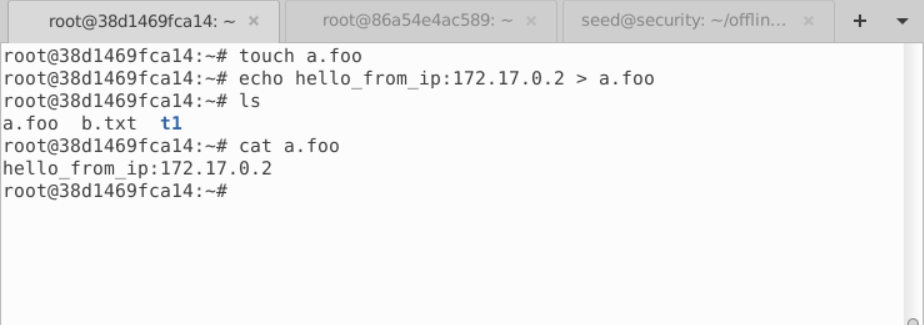 root@38d1469fca14: ~ × root@86a54e4ac589: ~ × seed@security: ~/offlin... × +
root@38d1469fca14:~# touch a.foo
root@38d1469fca14:~# echo hello_from_ip:172.17.0.2 > a.foo
root@38d1469fca14:~# ls
a.foo  b.txt  t1
root@38d1469fca14:~# cat a.foo
hello_from_ip:172.17.0.2
root@38d1469fca14:~#